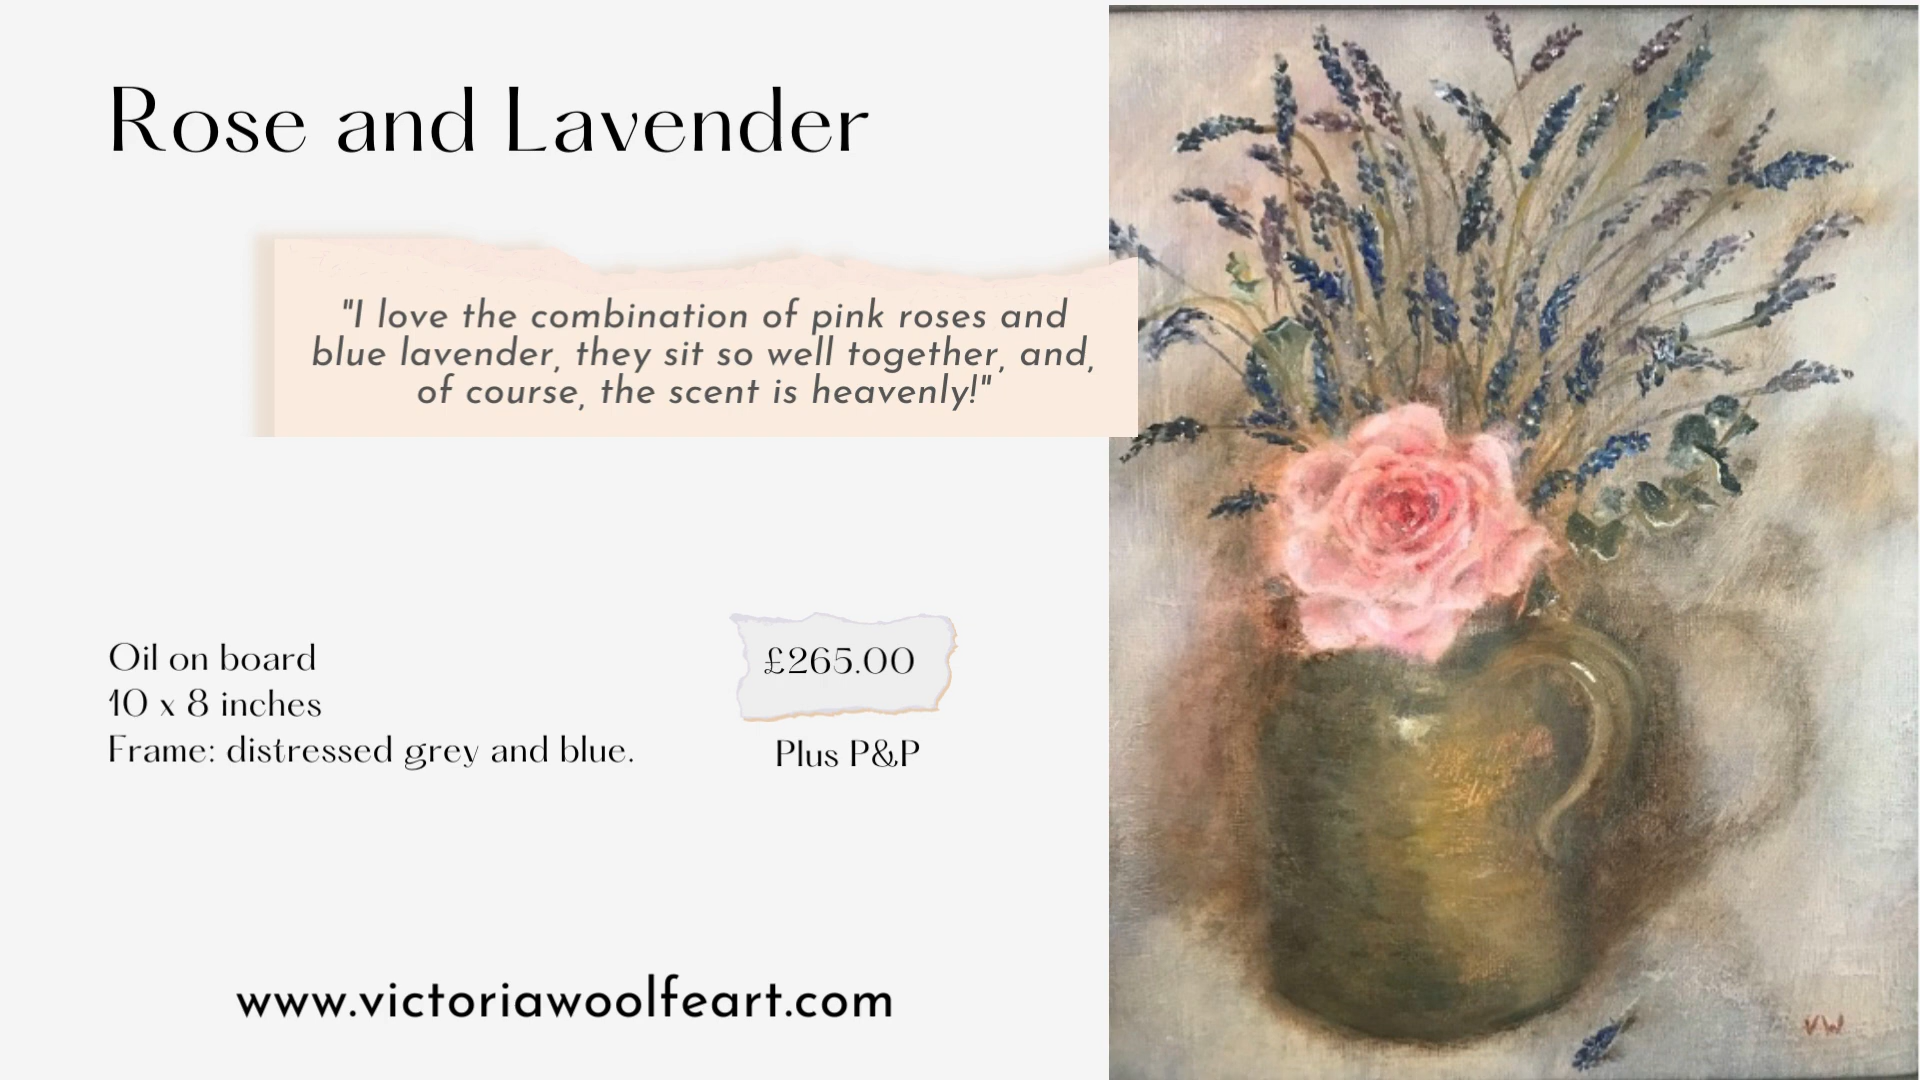 Rose and Lavender
"I love the combination of pink roses and
blue lavender, they sit so well together, and,
of course, the scent is heavenly!"
Oil on board
10 x 8 inches
Frame: distressed grey and blue.
£265.00
Plus P&P
www.victoriawoolfeart.com
VW